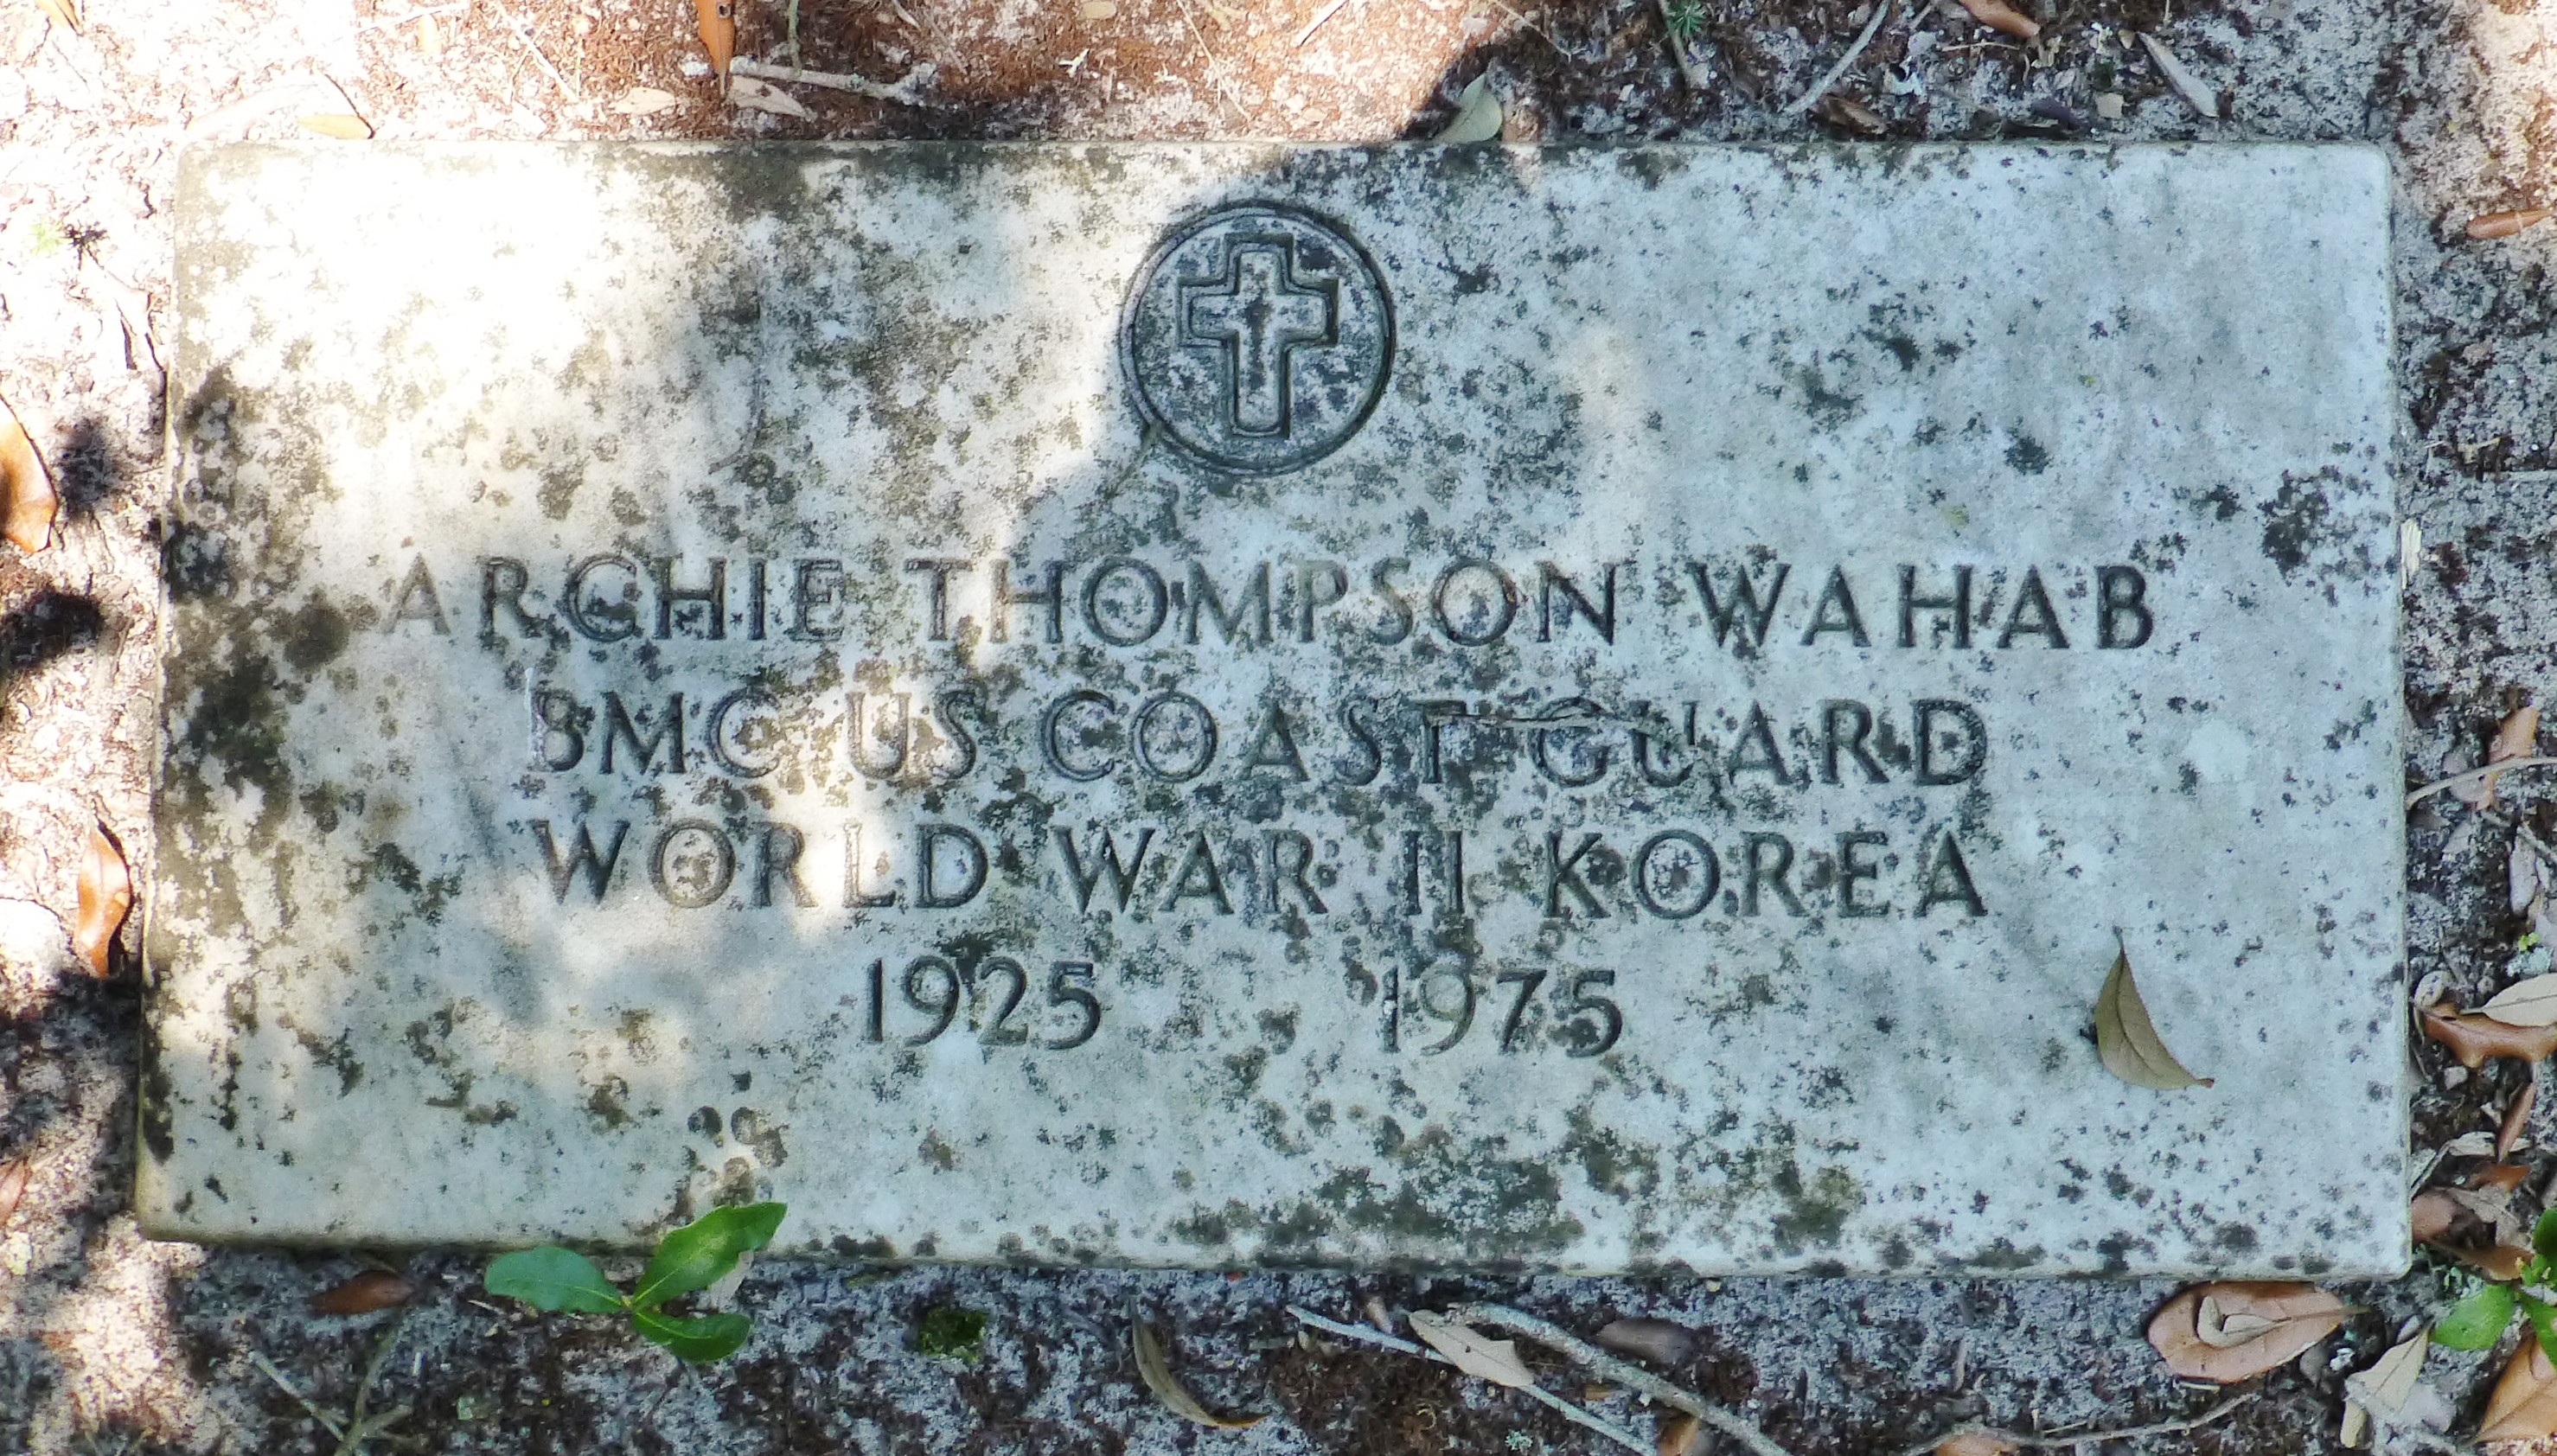 ARCHIE THOMPSON WAHAB
BMC US COAST GUARD
WORLD WAR II KOREA
1925 1975